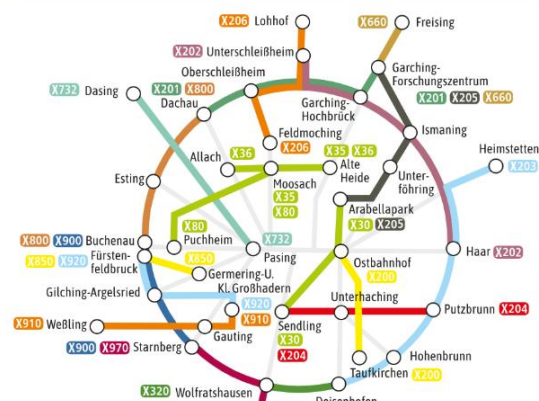 X206 Lohhof
X660 Freising
X202 Unterschleißheim
Oberschleißheim
X201 X800
Dachau
X732 Dasing
Garching-
Forschungszentrum
X201 X205 X660
Garching-
Hochbrück
Ismaning
Feldmoching
X206
Allach X36
X35 X36
Alte
Heide
Moosach
X35
X80
Unter-
föhring
Heimstetten
X203
Esting
Arabellapark
X30 X205
X80
Puchheim
X732
Pasing
X800 X900 Buchenau
X850 X920 Fürsten-
feldbruck
X850
Germering-U.
Ostbahnhof
X200
Haar X202
Gilching-Argelsried
Kl. Großhadern
X920
X910
Unterhaching
Putzbrunn X204
X910 Weßling
Gauting
Sendling
X30
X204
X900 X970 Starnberg
Hohenbrunn
Taufkirchen X200
X320 Wolfratshausen
Deisenhofen